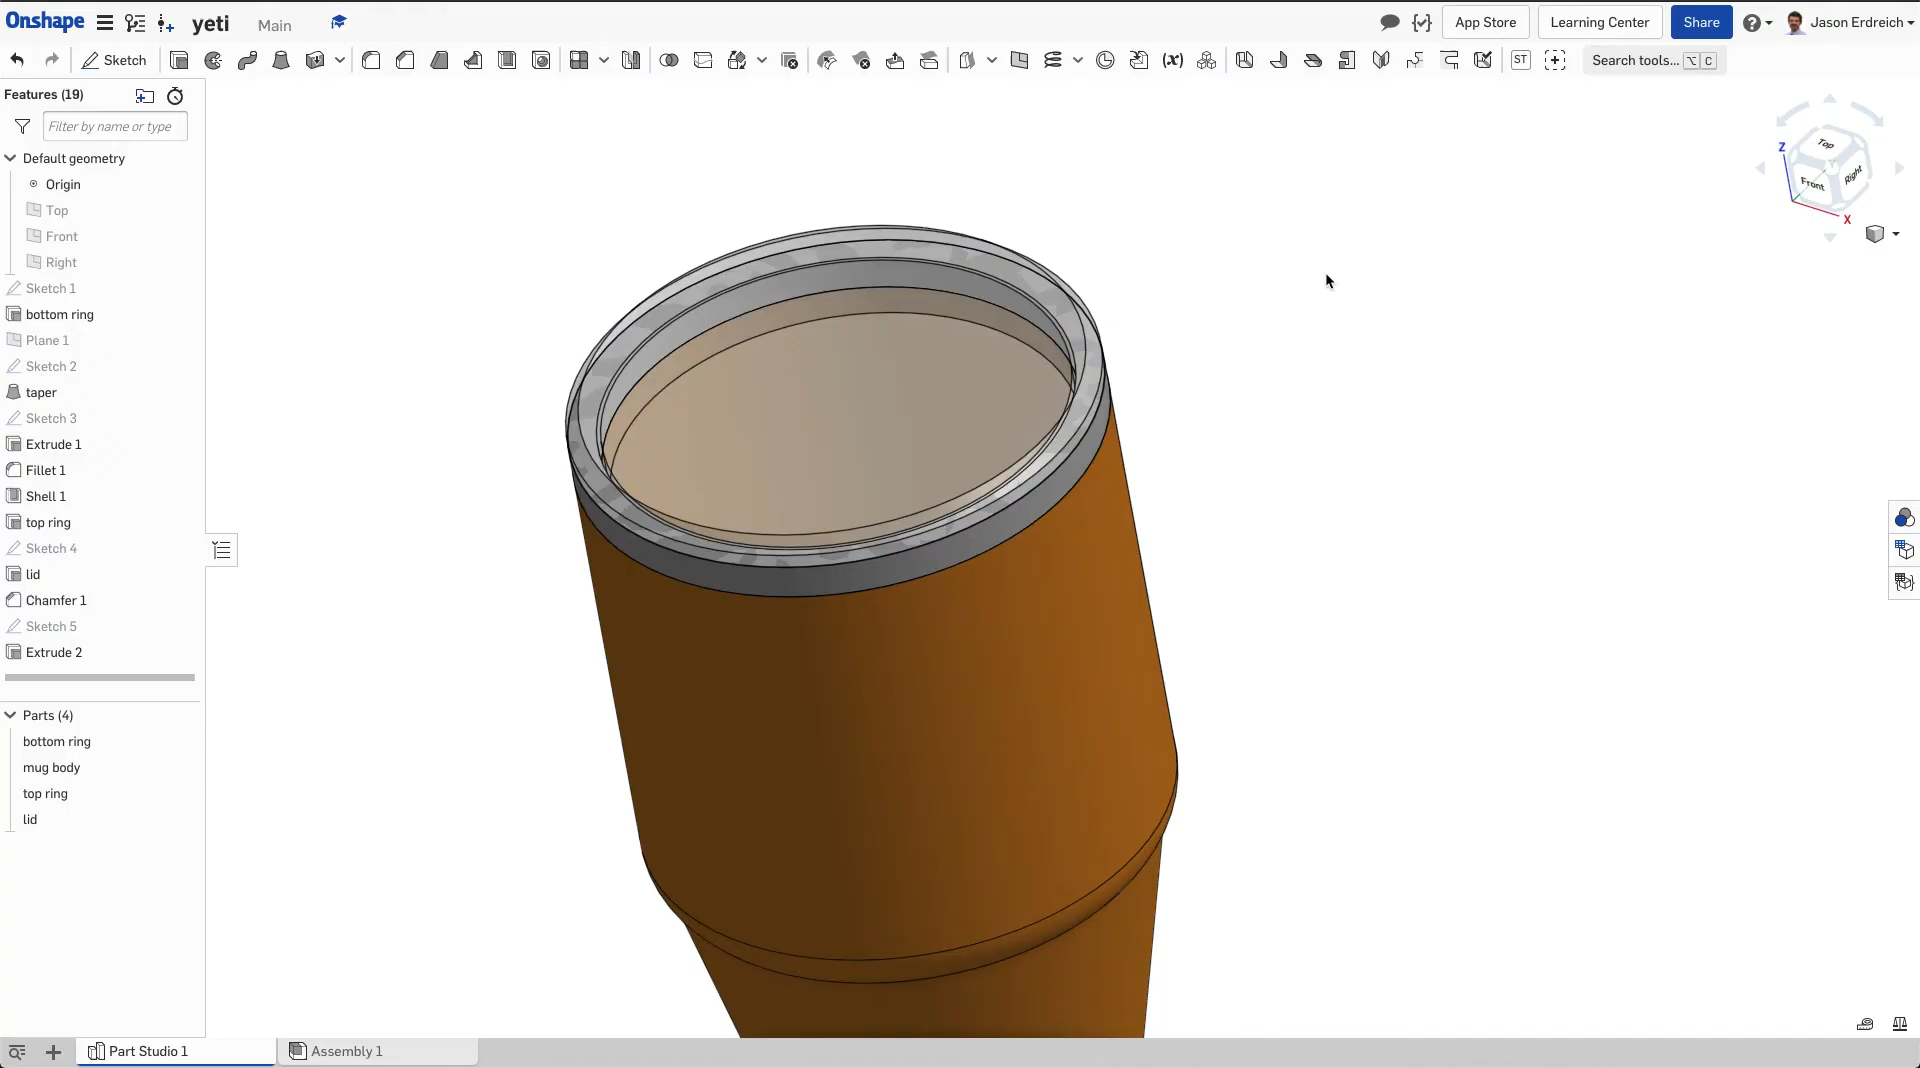 Onshape yeti Main App Store Learning Center Share Jason Erdreich
Sketch (x) ST Search tools... ⌥ C
Features (19)
Filter by name or type
Default geometry
Origin
Top
Front
Right
Sketch 1
bottom ring
Plane 1
Sketch 2
taper
Sketch 3
Extrude 1
Fillet 1
Shell 1
top ring
Sketch 4
lid
Chamfer 1
Sketch 5
Extrude 2
Parts (4)
bottom ring
mug body
top ring
lid
Z
Top
Front
Right
X
Part Studio 1 Assembly 1